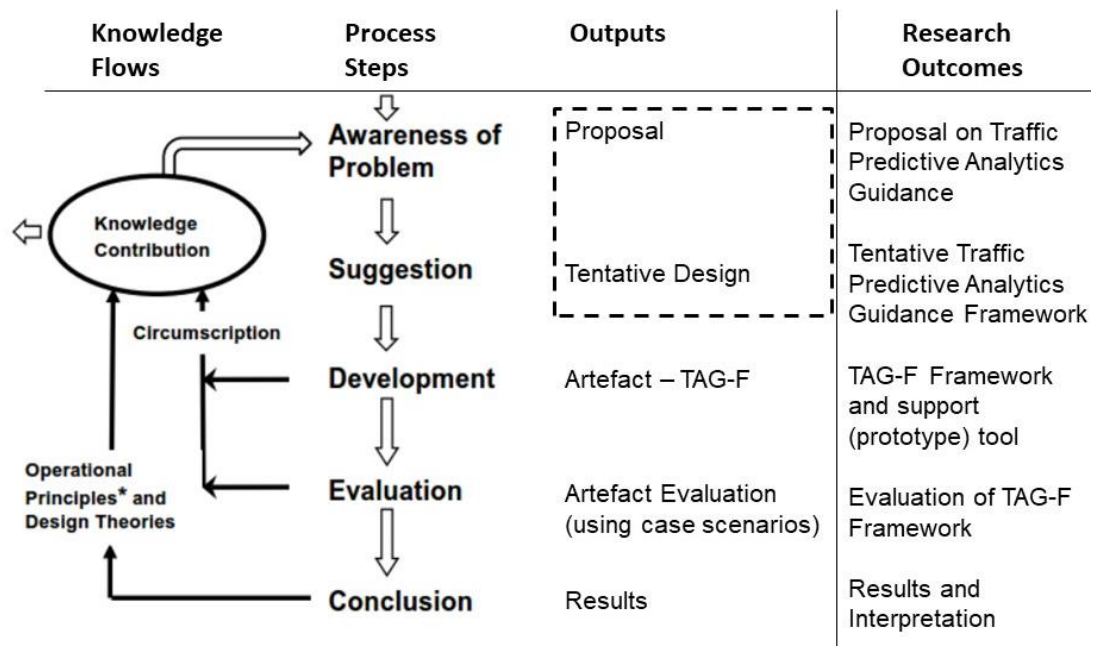 Knowledge
Flows
Process
Steps
Outputs
Research
Outcomes
Awareness of
Problem
Proposal
Proposal on Traffic
Predictive Analytics
Guidance
Knowledge
Contribution
Suggestion
Tentative Design
Tentative Traffic
Predictive Analytics
Guidance Framework
Circumscription
Development
Artefact – TAG-F
TAG-F Framework
and support
(prototype) tool
Operational
Principles* and
Design Theories
Evaluation
Artefact Evaluation
(using case scenarios)
Evaluation of TAG-F
Framework
Conclusion
Results
Results and
Interpretation